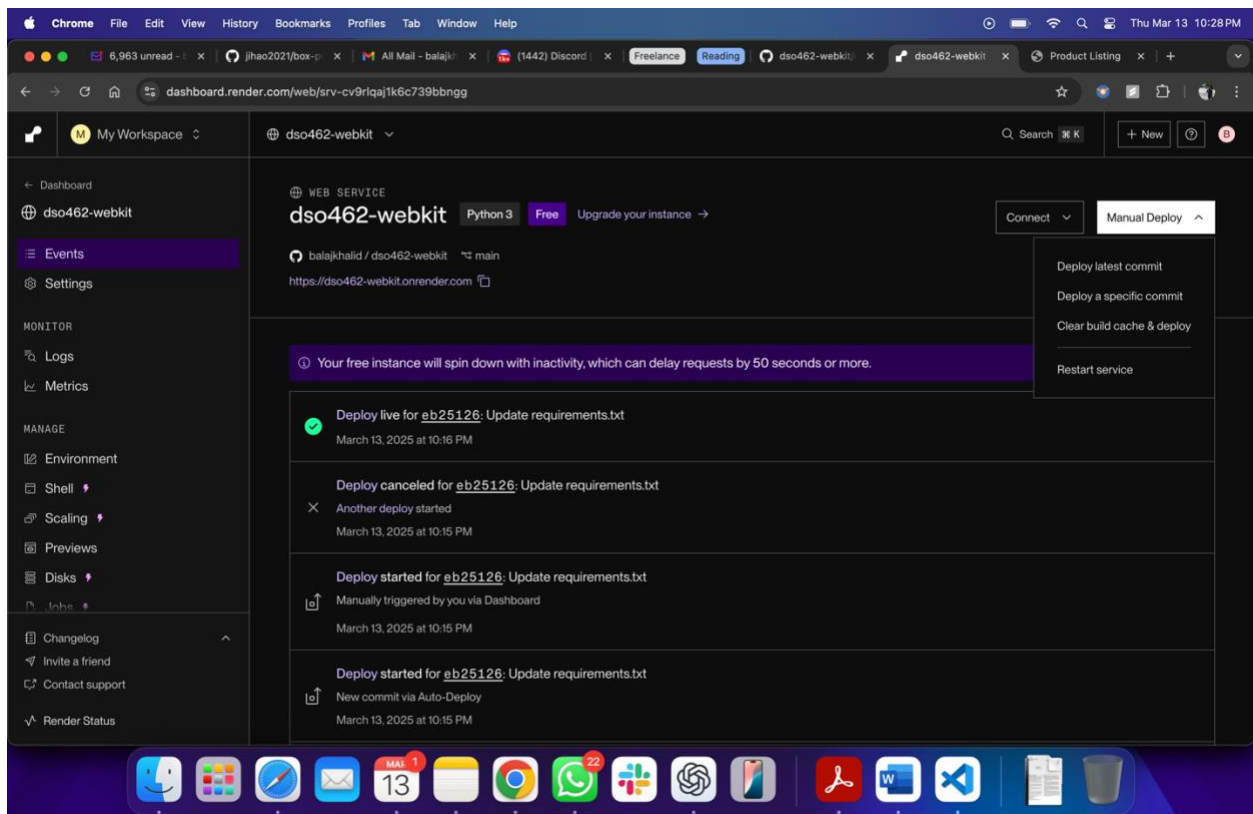 Chrome File Edit View History Bookmarks Profiles Tab Window Help Thu Mar 13 10:28 PM
6,963 unread - jihao2021/box-p All Mail - balajkh (1442) Discord Freelance Reading dso462-webkit/ dso462-webkit Product Listing
dashboard.render.com/web/srv-cv9rlqaj1k6c739bbngg
M My Workspace dso462-webkit Search ⌘ K + New B
← Dashboard
dso462-webkit
Events
Settings
MONITOR
Logs
Metrics
MANAGE
Environment
Shell
Scaling
Previews
Disks
Jobs
Changelog
Invite a friend
Contact support
Render Status
WEB SERVICE
dso462-webkit Python 3 Free Upgrade your instance →
balajkhalid / dso462-webkit main
https://dso462-webkit.onrender.com
Connect Manual Deploy
Deploy latest commit
Deploy a specific commit
Clear build cache & deploy
Restart service
Your free instance will spin down with inactivity, which can delay requests by 50 seconds or more.
Deploy live for eb25126: Update requirements.txt
March 13, 2025 at 10:16 PM
Deploy canceled for eb25126: Update requirements.txt
Another deploy started
March 13, 2025 at 10:15 PM
Deploy started for eb25126: Update requirements.txt
Manually triggered by you via Dashboard
March 13, 2025 at 10:15 PM
Deploy started for eb25126: Update requirements.txt
New commit via Auto-Deploy
March 13, 2025 at 10:15 PM
MAR 1
13
22
W